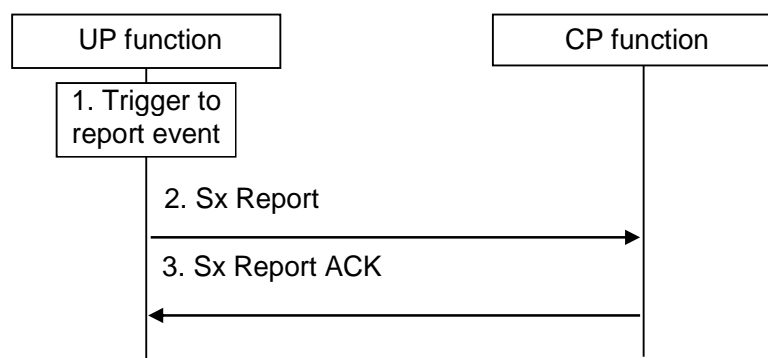 UP function
CP function
1. Trigger to
report event
2. Sx Report
3. Sx Report ACK